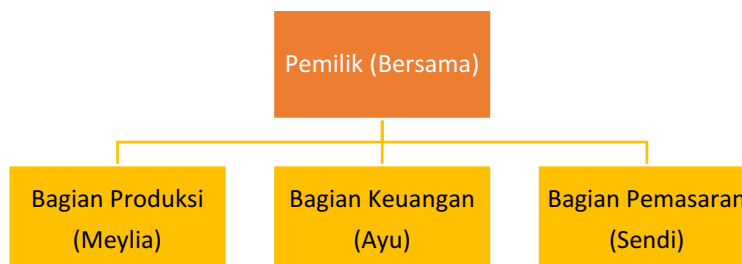 Pemilik (Bersama)
Bagian Produksi
(Meylia)
Bagian Keuangan
(Ayu)
Bagian Pemasaran
(Sendi)